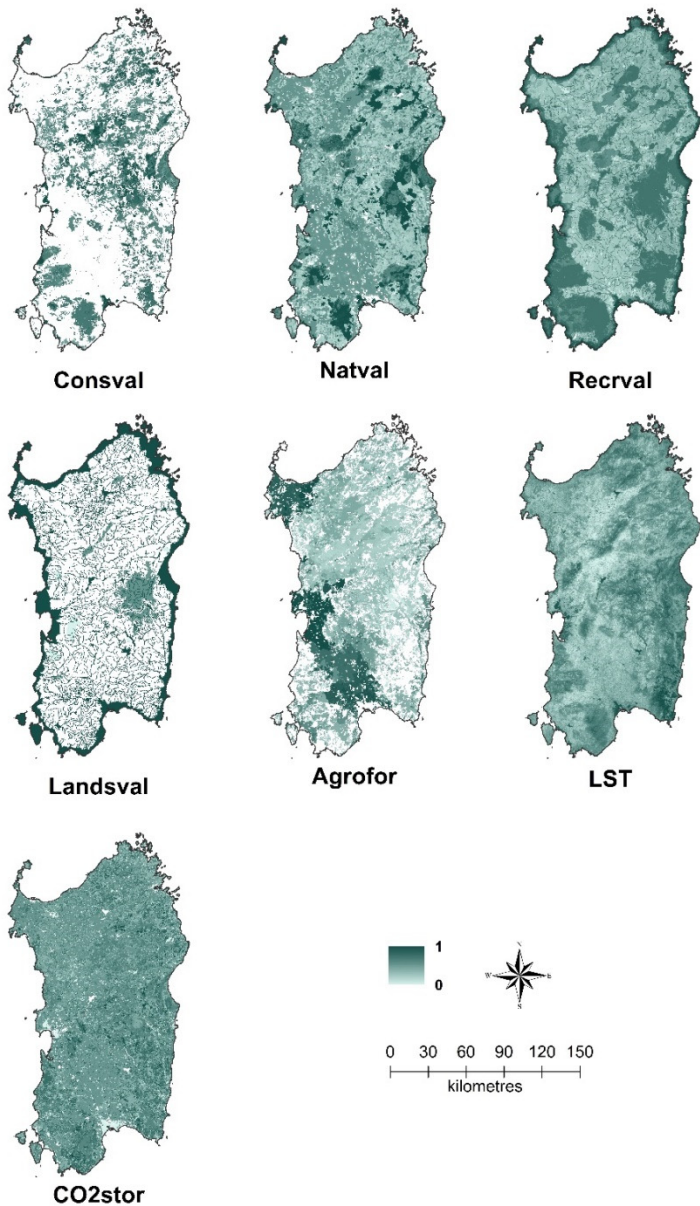 Consval
Natval
Recrval
Landsval
Agrofor
LST
CO2stor
1
0
N
W
E
S
0 30 60 90 120 150
kilometres